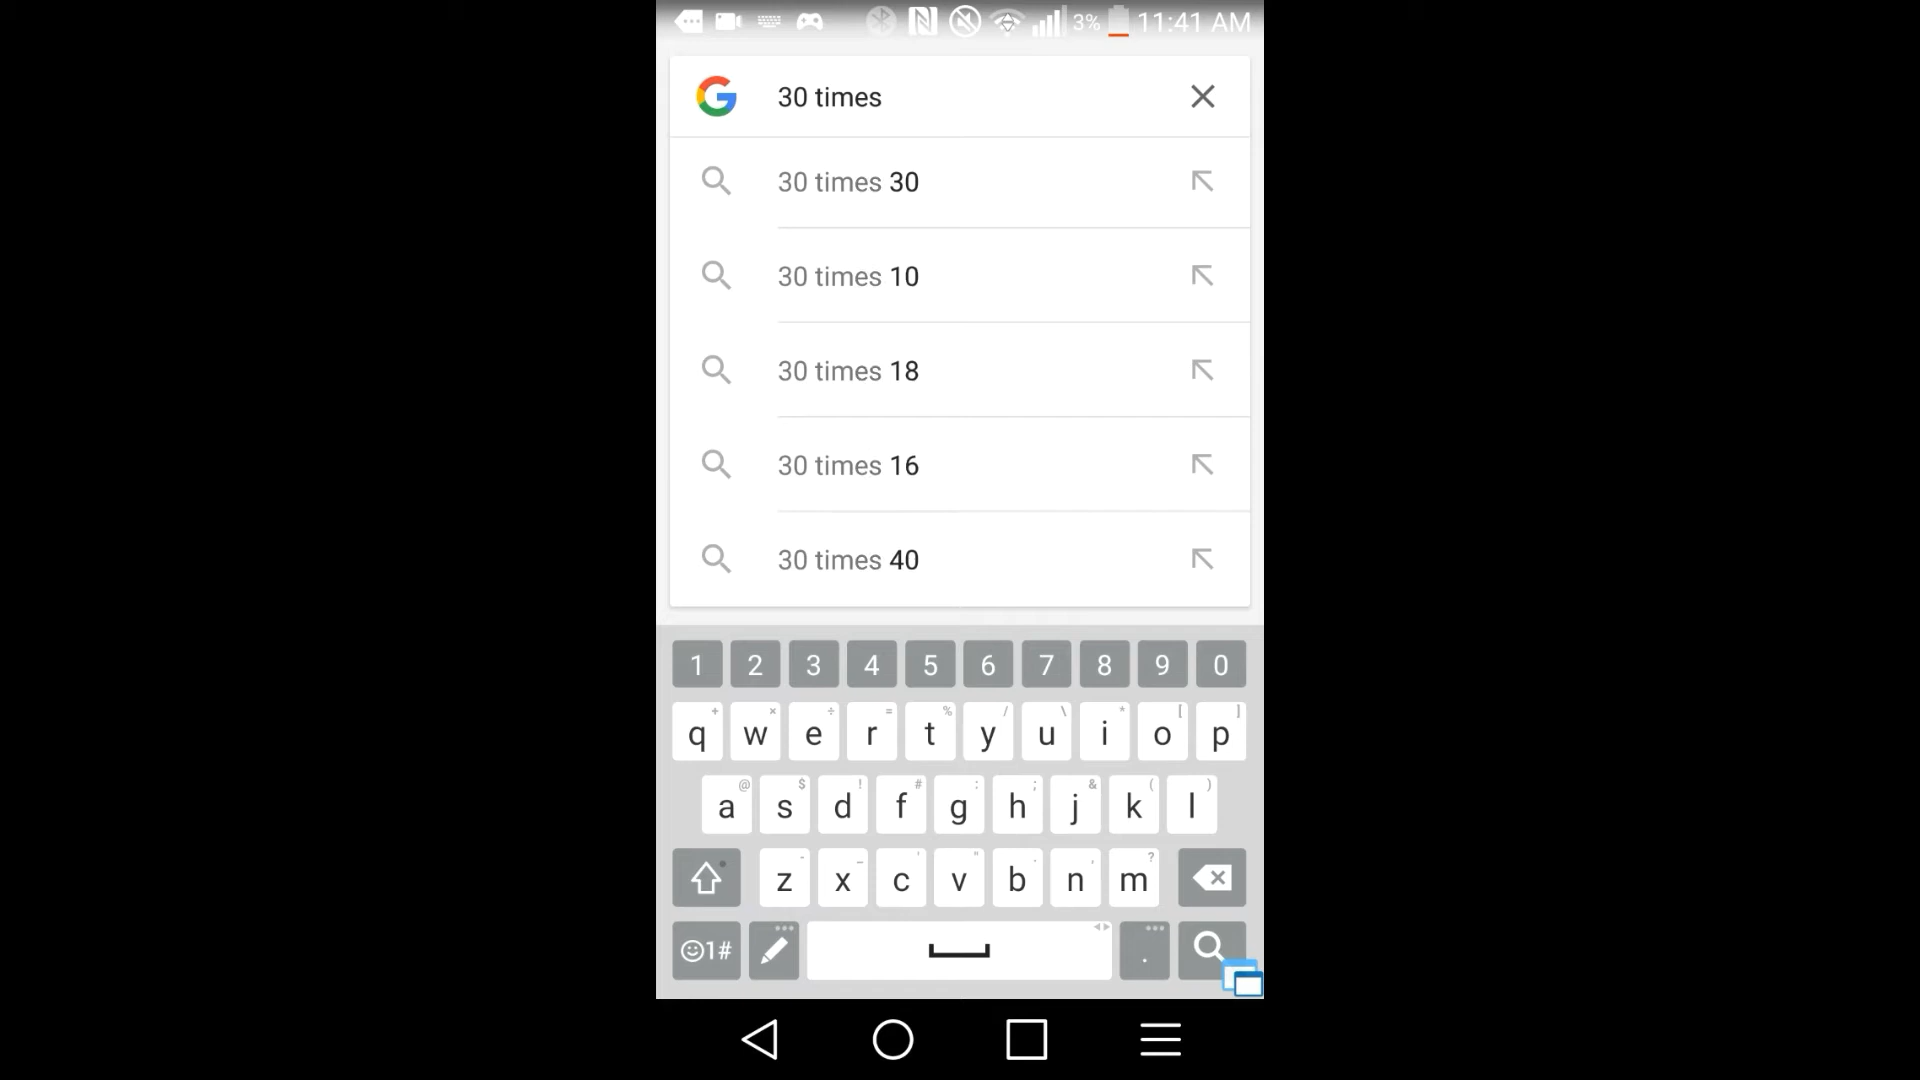 3% 11:41 AM
30 times
30 times 30
30 times 10
30 times 18
30 times 16
30 times 40
1 2 3 4 5 6 7 8 9 0
+ × ÷ = % / \ * [ ]
q w e r t y u i o p
@ $ ! # : ; & ( )
a s d f g h j k l
- _ ' " . , ?
z x c v b n m
1# .